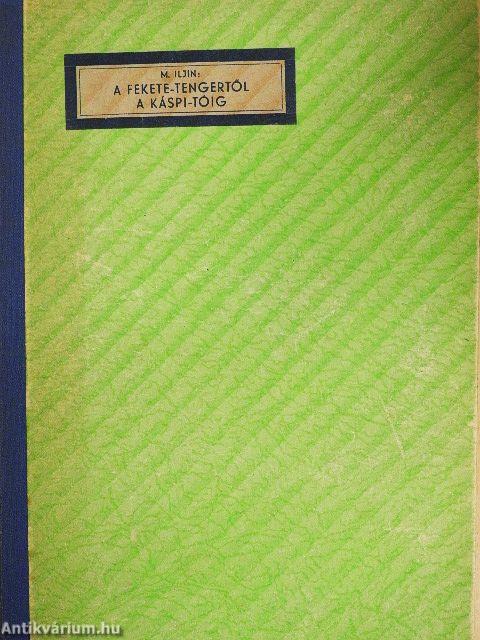 M. ILJIN:
A FEKETE-TENGERTŐL
A KÁSPI-TÓIG
Antikvárium.hu